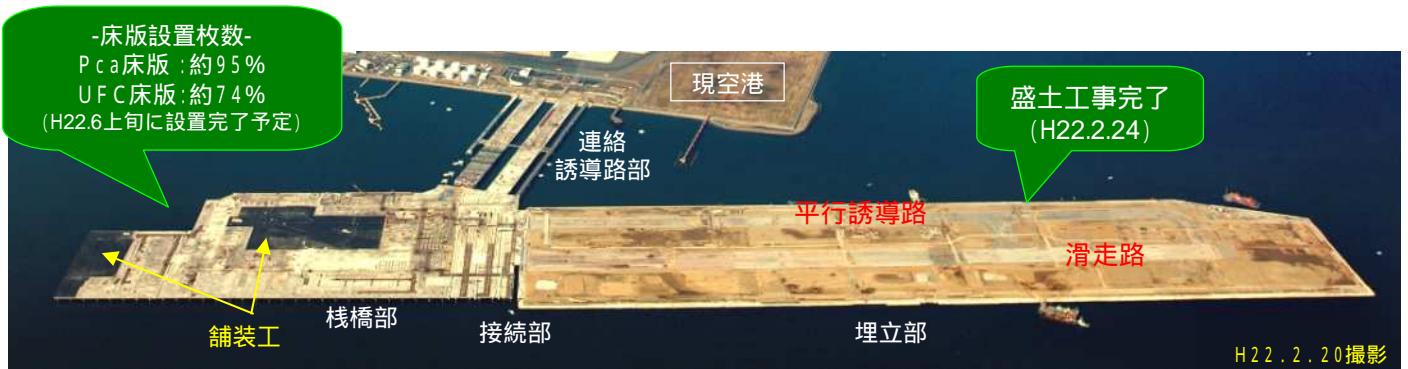 -床版設置枚数-
Pca床版:約95%
UFC床版:約74%
(H22.6上旬に設置完了予定)
現空港
盛土工事完了
(H22.2.24)
連絡
誘導路部
平行誘導路
滑走路
舗装工
桟橋部
接続部
埋立部
H22.2.20撮影